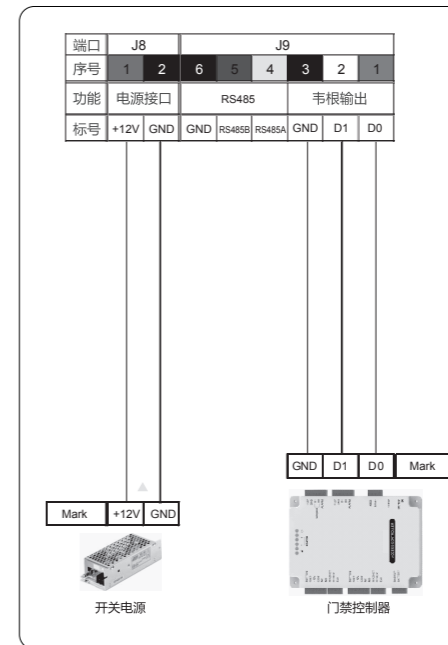 端口 J8 J9
序号 1 2 6 5 4 3 2 1
功能 电源接口 RS485 韦根输出
标号 +12V GND GND RS485B RS485A GND D1 D0
GND D1 D0 Mark
Mark +12V GND
开关电源 门禁控制器